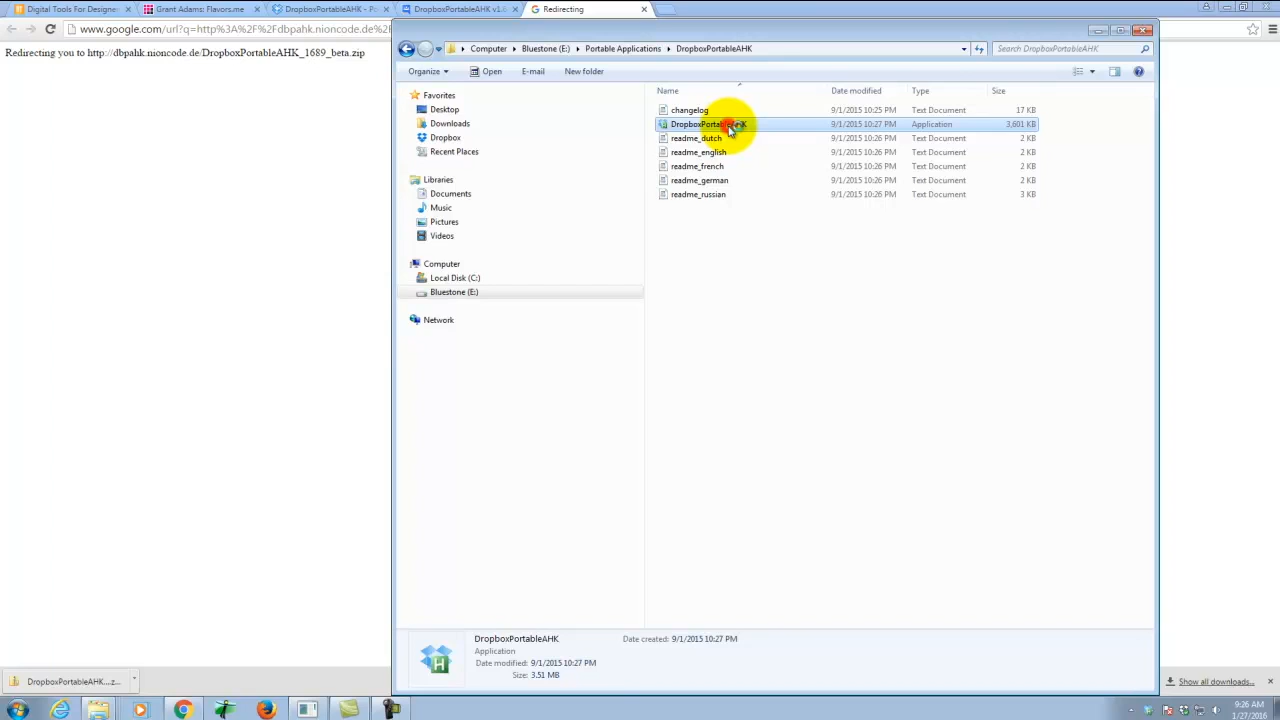 Digital Tools For Designe
Grant Adams: Flavors.me
DropboxPortableAHK - Po
DropboxPortableAHK v1.6
Redirecting
www.google.com/url?q=http%3A%2F%2Fdbpahk.nioncode.de%2
Redirecting you to http://dbpahk.nioncode.de/DropboxPortableAHK_1689_beta.zip
Computer
Bluestone (E:)
Portable Applications
DropboxPortableAHK
Search DropboxPortableAHK
Organize
Open
E-mail
New folder
Favorites
Desktop
Downloads
Dropbox
Recent Places
Libraries
Documents
Music
Pictures
Videos
Computer
Local Disk (C:)
Bluestone (E:)
Network
Name Date modified Type Size
changelog 9/1/2015 10:25 PM Text Document 17 KB
DropboxPortableAHK 9/1/2015 10:27 PM Application 3,601 KB
readme_dutch 9/1/2015 10:26 PM Text Document 2 KB
readme_english 9/1/2015 10:26 PM Text Document 2 KB
readme_french 9/1/2015 10:26 PM Text Document 2 KB
readme_german 9/1/2015 10:26 PM Text Document 2 KB
readme_russian 9/1/2015 10:26 PM Text Document 3 KB
DropboxPortableAHK Date created: 9/1/2015 10:27 PM
Application
Date modified: 9/1/2015 10:27 PM
Size: 3.51 MB
DropboxPortableAHK....z...
Show all downloads...
9:26 AM
1/27/2016